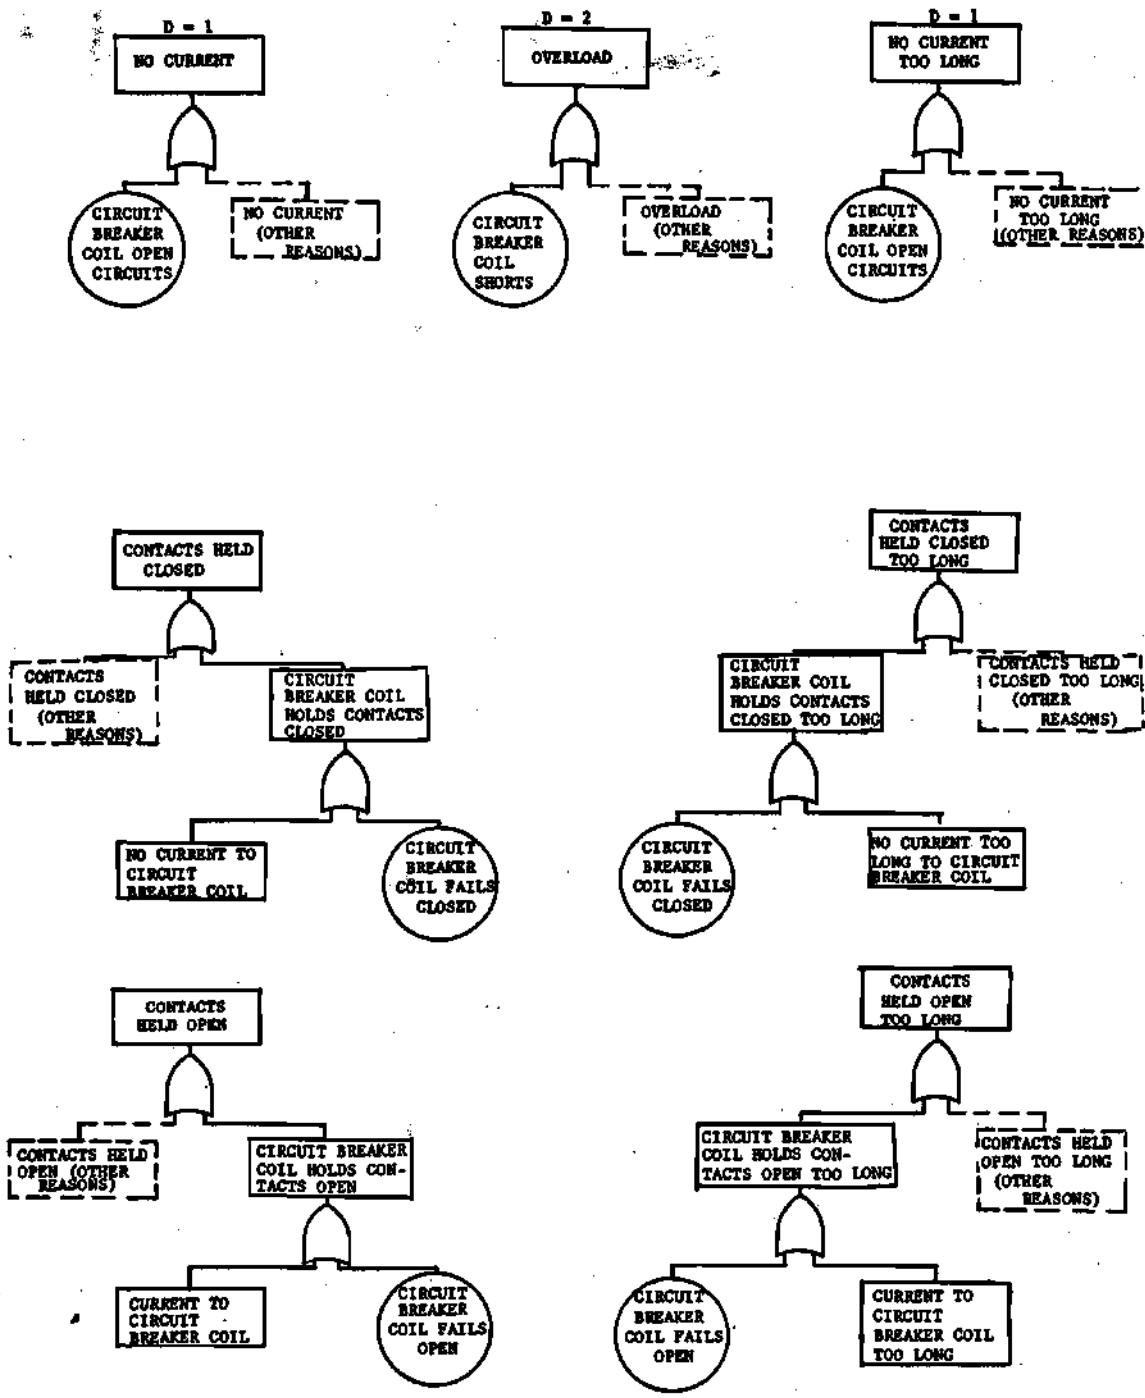 D = 1
NO CURRENT
CIRCUIT
BREAKER
COIL OPEN
CIRCUITS
NO CURRENT
(OTHER
REASONS)
D = 2
OVERLOAD
CIRCUIT
BREAKER
COIL
SHORTS
OVERLOAD
(OTHER
REASONS)
D = 1
NO CURRENT
TOO LONG
CIRCUIT
BREAKER
COIL OPEN
CIRCUITS
NO CURRENT
TOO LONG
(OTHER REASONS)
CONTACTS HELD
CLOSED
CONTACTS
HELD CLOSED
(OTHER
REASONS)
CIRCUIT
BREAKER COIL
HOLDS CONTACTS
CLOSED
NO CURRENT TO
CIRCUIT
BREAKER COIL
CIRCUIT
BREAKER
COIL FAILS
CLOSED
CONTACTS
HELD CLOSED
TOO LONG
CIRCUIT
BREAKER COIL
HOLDS CONTACTS
CLOSED TOO LONG
CONTACTS HELD
CLOSED TOO LONG
(OTHER
REASONS)
CIRCUIT
BREAKER
COIL FAILS
CLOSED
NO CURRENT TOO
LONG TO CIRCUIT
BREAKER COIL
CONTACTS
HELD OPEN
CONTACTS HELD
OPEN (OTHER
REASONS)
CIRCUIT BREAKER
COIL HOLDS CON-
TACTS OPEN
CURRENT TO
CIRCUIT
BREAKER COIL
CIRCUIT
BREAKER
COIL FAILS
OPEN
CONTACTS
HELD OPEN
TOO LONG
CIRCUIT BREAKER
COIL HOLDS CON-
TACTS OPEN TOO LONG
CONTACTS HELD
OPEN TOO LONG
(OTHER
REASONS)
CIRCUIT
BREAKER
COIL FAILS
OPEN
CURRENT TO
CIRCUIT
BREAKER COIL
TOO LONG